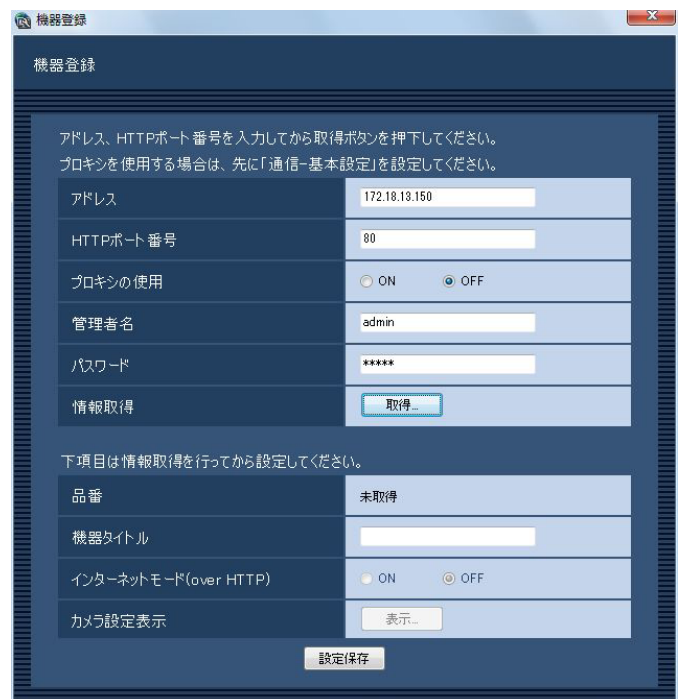 機器登録
機器登録
アドレス、HTTPポート番号を入力してから取得ボタンを押下してください。
プロキシを使用する場合は、先に「通信-基本設定」を設定してください。
アドレス 172.18.13.150
HTTPポート番号 80
プロキシの使用 ON OFF
管理者名 admin
パスワード *****
情報取得 取得...
下項目は情報取得を行ってから設定してください。
品番 未取得
機器タイトル
インターネットモード(over HTTP) ON OFF
カメラ設定表示 表示...
設定保存